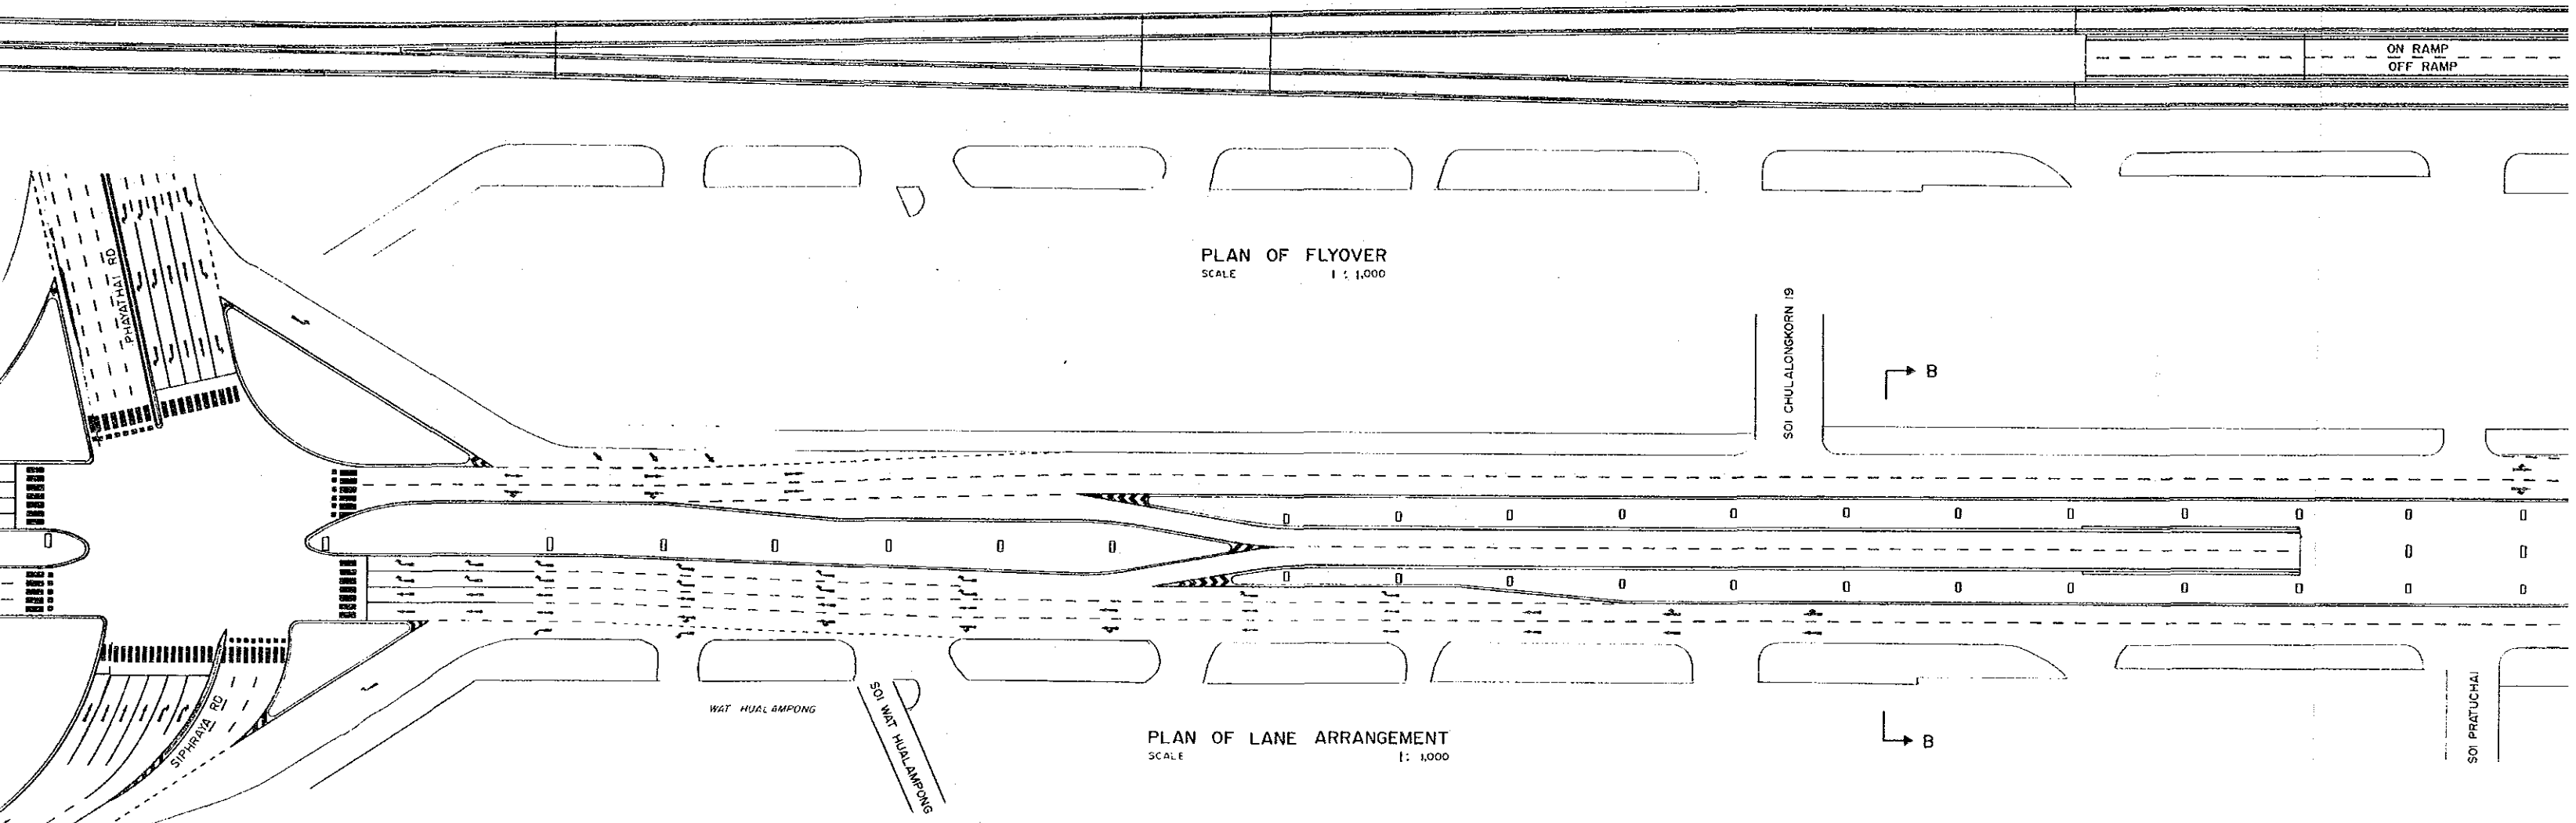 ON RAMP
OFF RAMP
PLAN OF FLYOVER
SCALE 1 : 1,000
PHAYATHAI RD
SOI CHULALONGKORN 19
B
WAT HUALAMPONG
SOI WAT HUALAMPONG
SIPHRAYA RD
PLAN OF LANE ARRANGEMENT
SCALE 1: 1,000
B
SOI PRATUCHAI